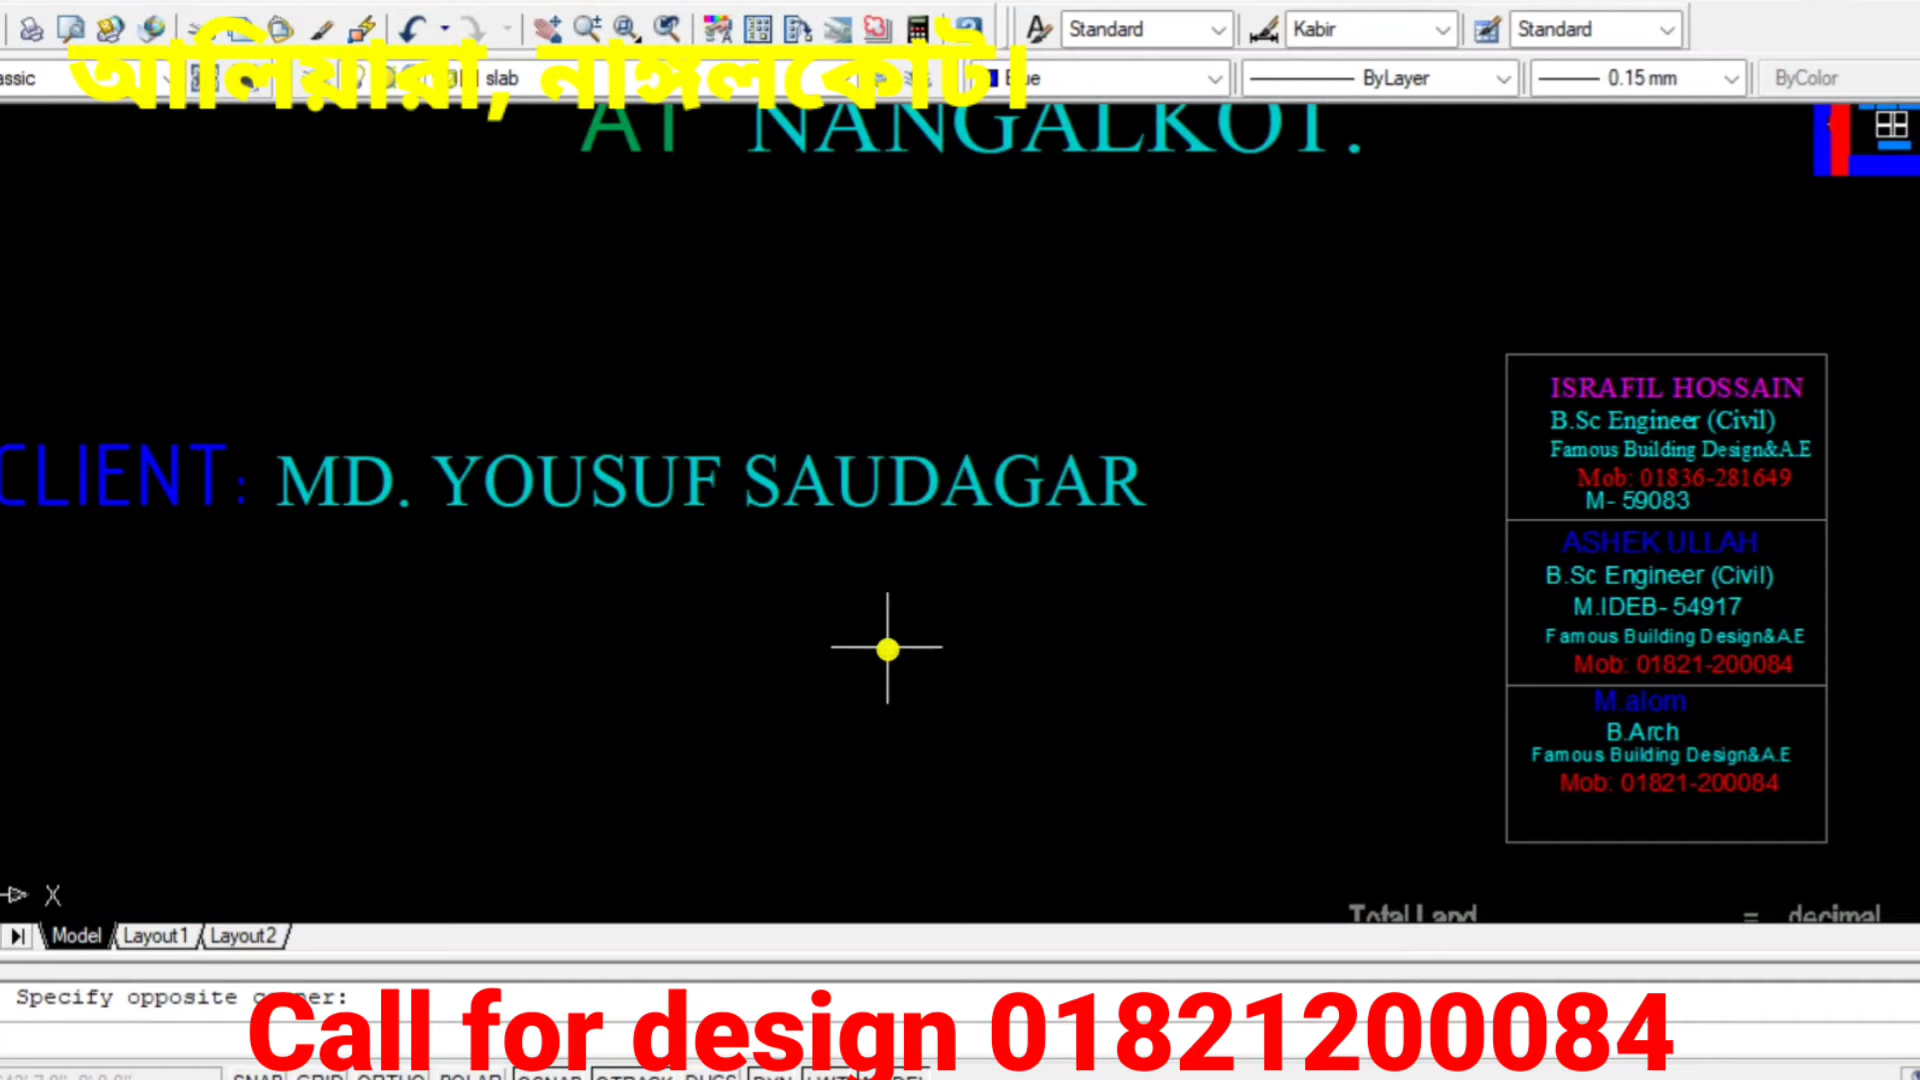 Standard
Kabir
Standard
আলিয়ারা, নাঙ্গলকোট।
assic
slab
Blue
ByLayer
0.15 mm
ByColor
AT NANGALKOT.
CLIENT: MD. YOUSUF SAUDAGAR
ISRAFIL HOSSAIN
B.Sc Engineer (Civil)
Famous Building Design&A.E
Mob: 01836-281649
M- 59083
ASHEK ULLAH
B.Sc Engineer (Civil)
M.IDEB- 54917
Famous Building Design&A.E
Mob: 01821-200084
M.alom
B.Arch
Famous Building Design&A.E
Mob: 01821-200084
X
Total Land = decimal
Model Layout1 Layout2
Specify opposite corner:
Call for design 01821200084
SNAP GRID ORTHO POLAR OSNAP OTRACK DUCS DYN